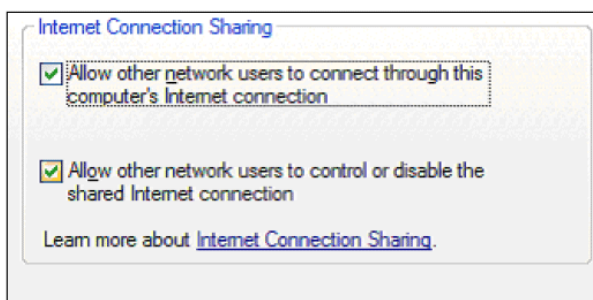 Internet Connection Sharing
Allow other network users to connect through this
computer's Internet connection
Allow other network users to control or disable the
shared Internet connection
Learn more about Internet Connection Sharing.